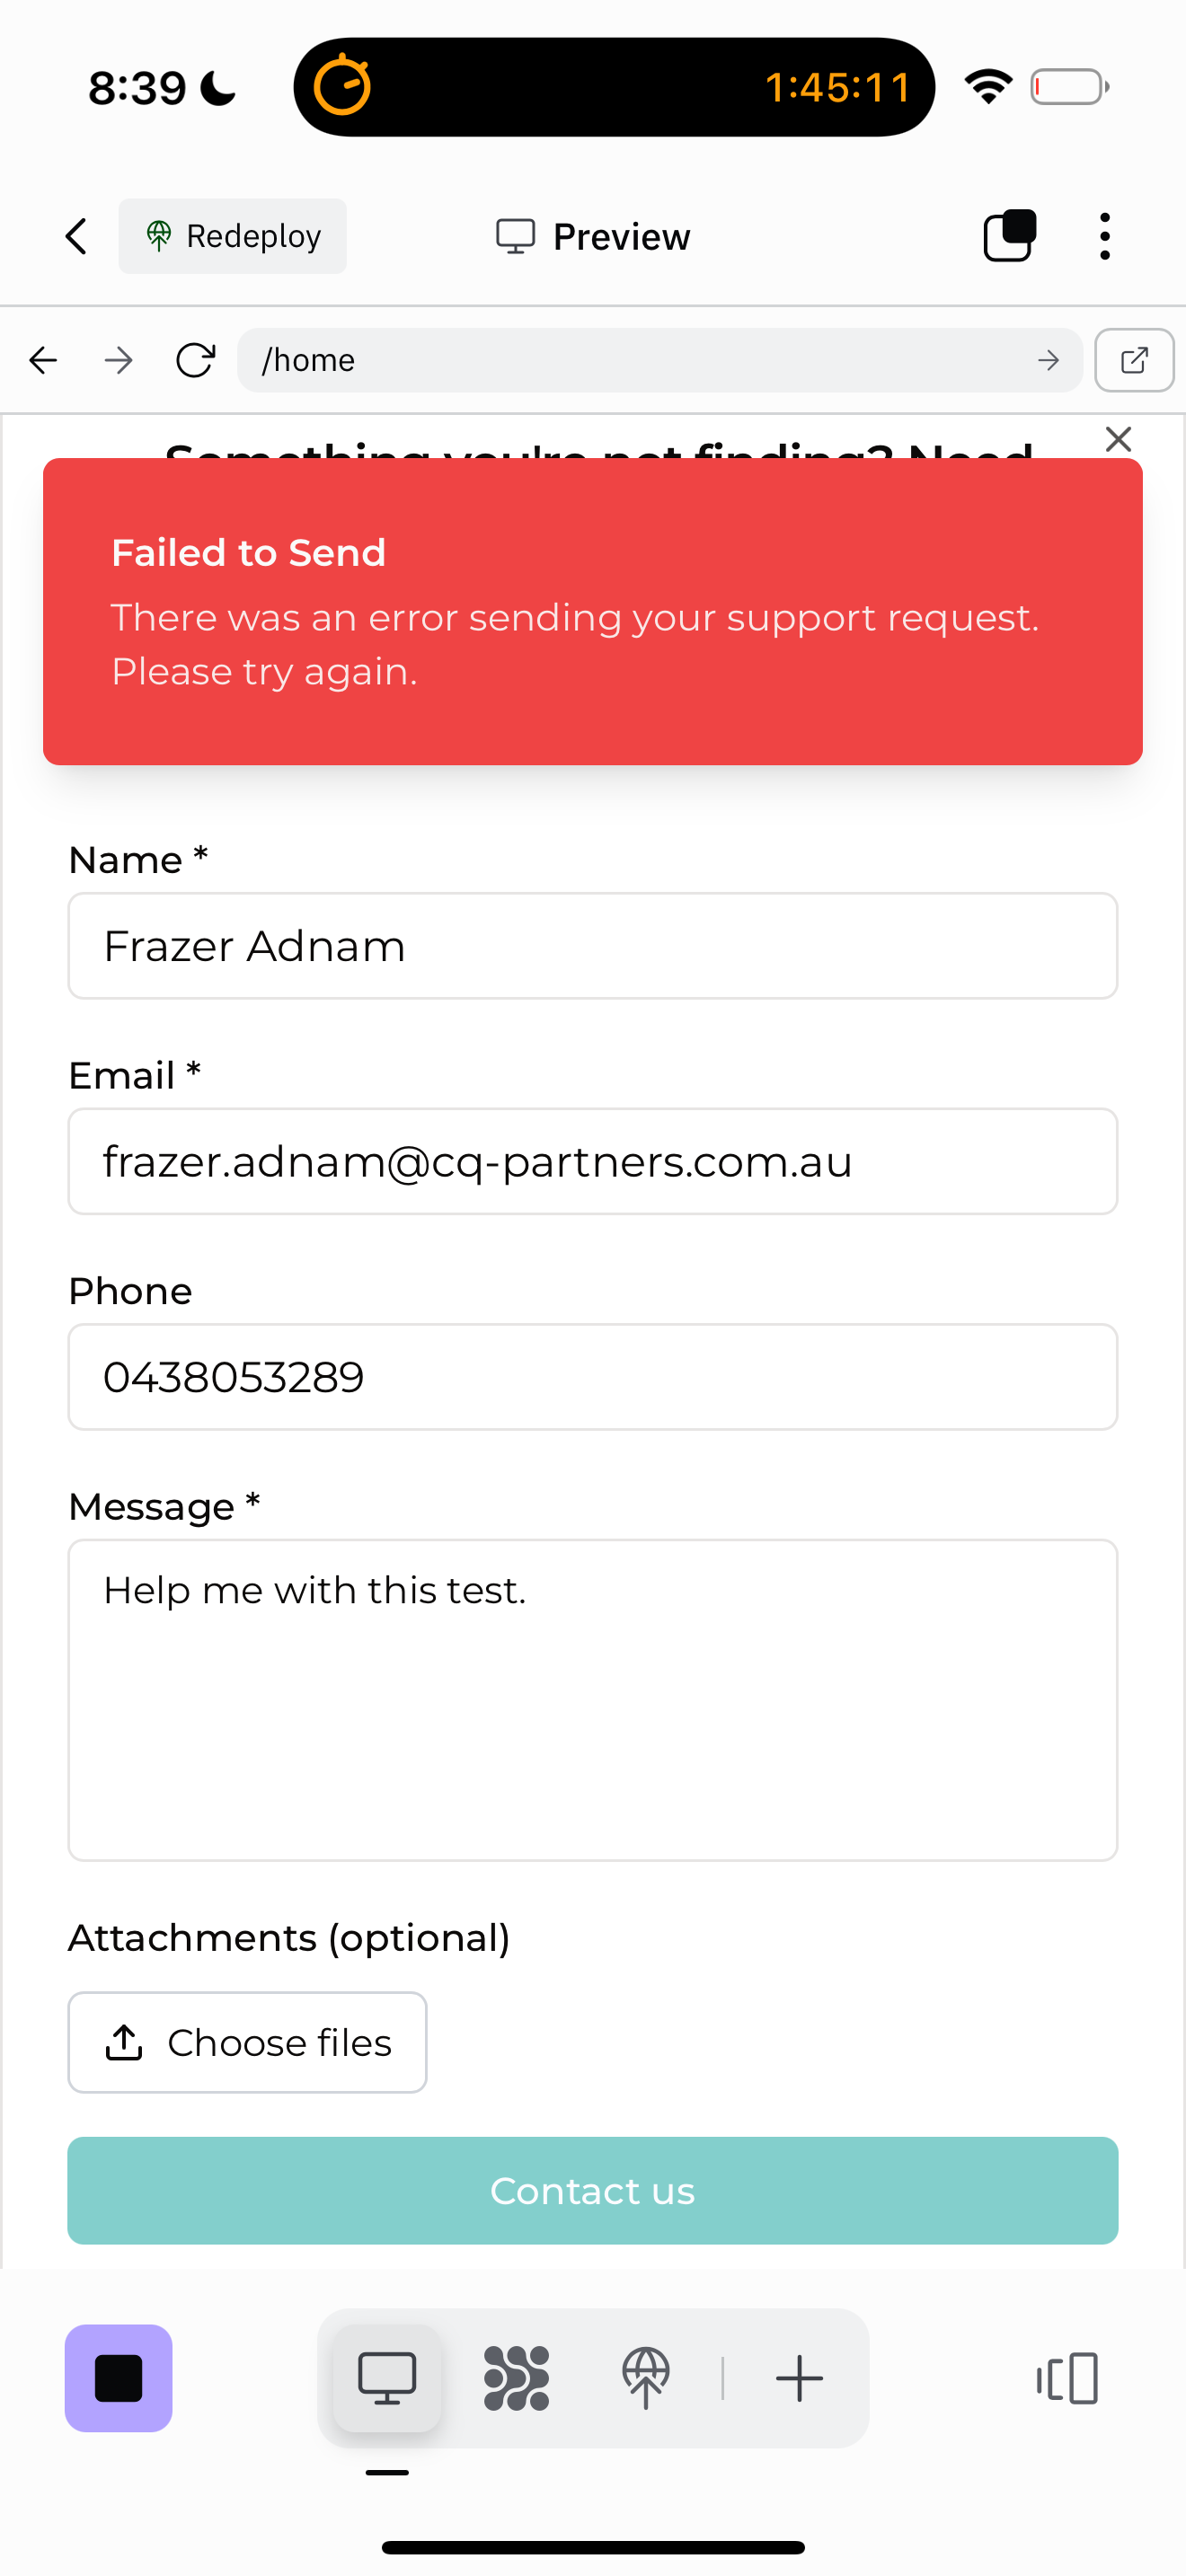 8:39
1:45:11
Redeploy
Preview
/home
Something you're not finding? Need
Failed to Send
There was an error sending your support request.
Please try again.
Name *
Frazer Adnam
Email *
frazer.adnam@cq-partners.com.au
Phone
0438053289
Message *
Help me with this test.
Attachments (optional)
Choose files
Contact us